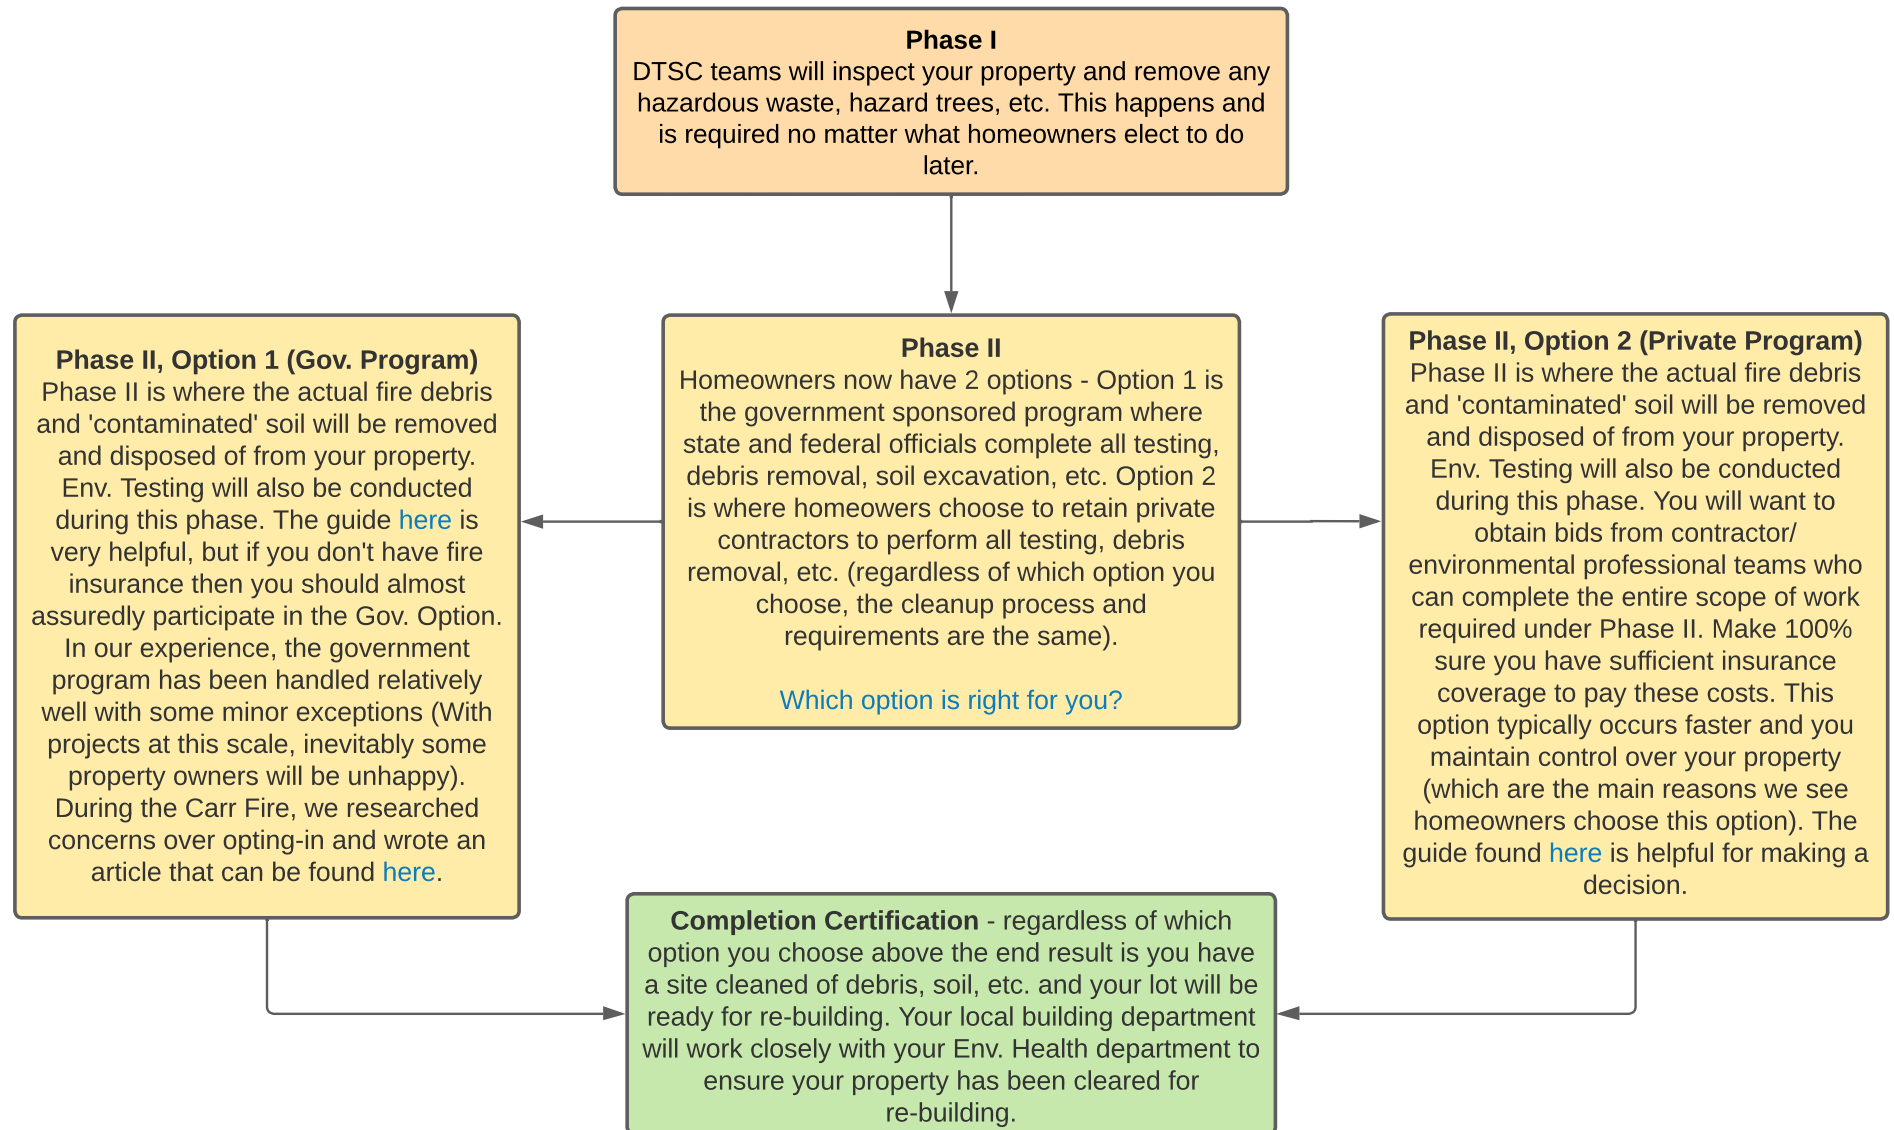 Phase I
DTSC teams will inspect your property and remove any
hazardous waste, hazard trees, etc. This happens and
is required no matter what homeowners elect to do
later.
Phase II, Option 1 (Gov. Program)
Phase II is where the actual fire debris
and 'contaminated' soil will be removed
and disposed of from your property.
Env. Testing will also be conducted
during this phase. The guide here is
very helpful, but if you don't have fire
insurance then you should almost
assuredly participate in the Gov. Option.
In our experience, the government
program has been handled relatively
well with some minor exceptions (With
projects at this scale, inevitably some
property owners will be unhappy).
During the Carr Fire, we researched
concerns over opting-in and wrote an
article that can be found here.
Phase II
Homeowners now have 2 options - Option 1 is
the government sponsored program where
state and federal officials complete all testing,
debris removal, soil excavation, etc. Option 2
is where homeowers choose to retain private
contractors to perform all testing, debris
removal, etc. (regardless of which option you
choose, the cleanup process and
requirements are the same).
Which option is right for you?
Phase II, Option 2 (Private Program)
Phase II is where the actual fire debris
and 'contaminated' soil will be removed
and disposed of from your property.
Env. Testing will also be conducted
during this phase. You will want to
obtain bids from contractor/
environmental professional teams who
can complete the entire scope of work
required under Phase II. Make 100%
sure you have sufficient insurance
coverage to pay these costs. This
option typically occurs faster and you
maintain control over your property
(which are the main reasons we see
homeowners choose this option). The
guide found here is helpful for making a
decision.
Completion Certification - regardless of which
option you choose above the end result is you have
a site cleaned of debris, soil, etc. and your lot will be
ready for re-building. Your local building department
will work closely with your Env. Health department to
ensure your property has been cleared for
re-building.